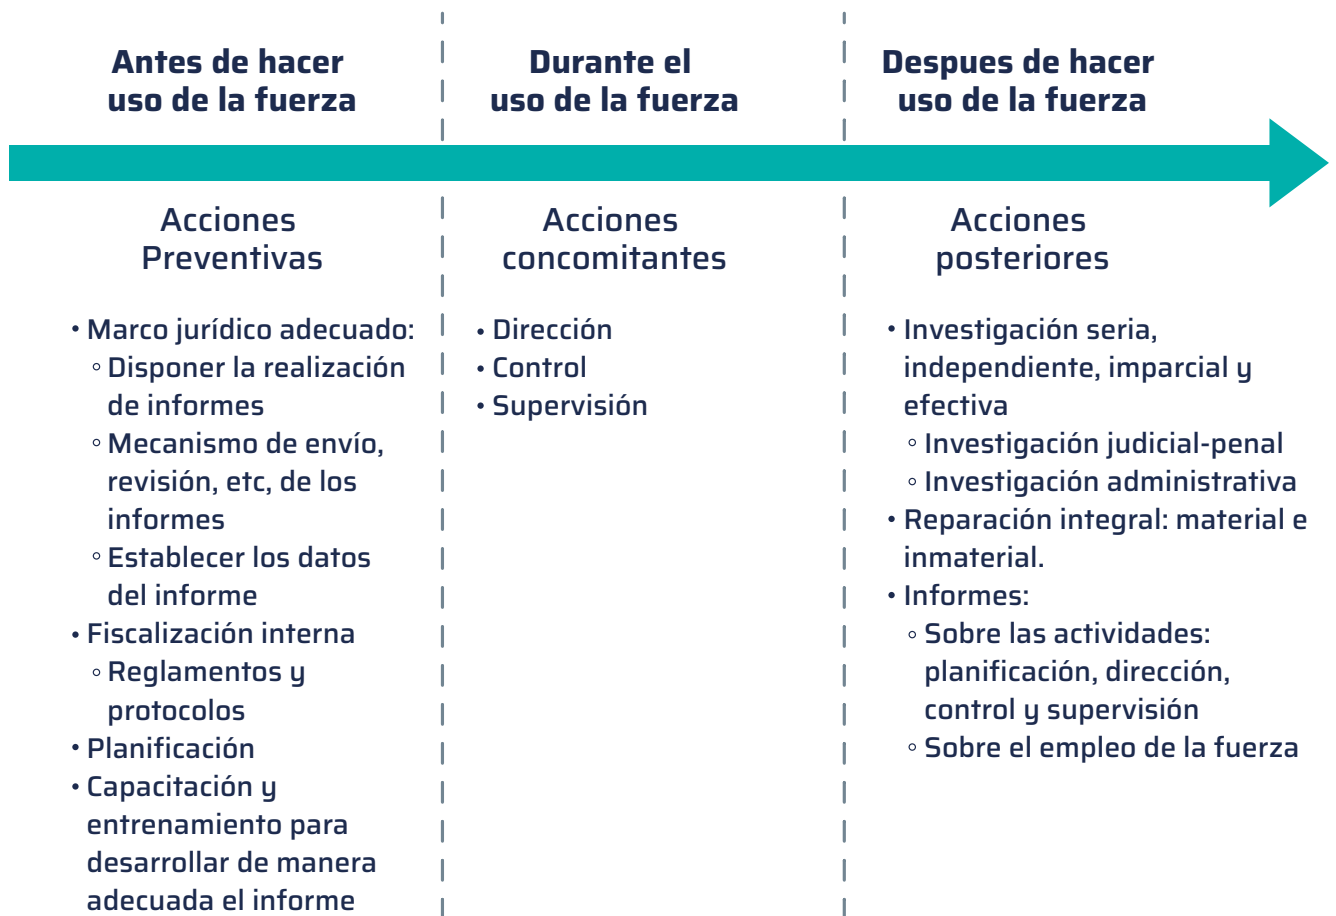 Antes de hacer
uso de la fuerza
Durante el
uso de la fuerza
Despues de hacer
uso de la fuerza
Acciones
Preventivas
• Marco jurídico adecuado:
◦ Disponer la realización
de informes
◦ Mecanismo de envío,
revisión, etc, de los
informes
◦ Establecer los datos
del informe
• Fiscalización interna
◦ Reglamentos y
protocolos
• Planificación
• Capacitación y
entrenamiento para
desarrollar de manera
adecuada el informe
Acciones
concomitantes
• Dirección
• Control
• Supervisión
Acciones
posteriores
• Investigación seria,
independiente, imparcial y
efectiva
◦ Investigación judicial-penal
◦ Investigación administrativa
• Reparación integral: material e
inmaterial.
• Informes:
◦ Sobre las actividades:
planificación, dirección,
control y supervisión
◦ Sobre el empleo de la fuerza